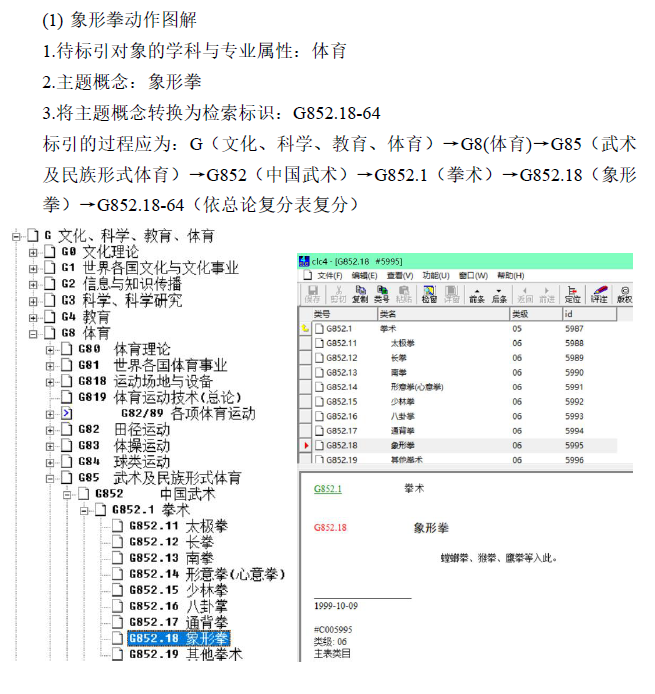 (1) 象形拳动作图解
1.待标引对象的学科与专业属性：体育
2.主题概念：象形拳
3.将主题概念转换为检索标识：G852.18-64
标引的过程应为：G（文化、科学、教育、体育）→G8(体育)→G85（武术
及民族形式体育）→G852（中国武术）→G852.1（拳术）→G852.18（象形
拳）→G852.18-64（依总论复分表复分）
G 文化、科学、教育、体育
G0 文化理论
G1 世界各国文化与文化事业
G2 信息与知识传播
G3 科学、科学研究
G4 教育
G8 体育
G80 体育理论
G81 世界各国体育事业
G818 运动场地与设备
G819 体育运动技术(总论)
G82/89 各项体育运动
G82 田径运动
G83 体操运动
G84 球类运动
G85 武术及民族形式体育
G852 中国武术
G852.1 拳术
G852.11 太极拳
G852.12 长拳
G852.13 南拳
G852.14 形意拳(心意拳)
G852.15 少林拳
G852.16 八卦掌
G852.17 通背拳
G852.18 象形拳
G852.19 其他拳术
clc4 - [G852.18 #5995]
文件(F) 编辑(E) 查看(V) 功能(U) 窗口(W) 帮助(H)
保存 剪切 复制 类号 粘贴 检窗 详窗 前条 后条 返回 前进 定位 评注 版权
类号 类名 类级 id
G852.1 拳术 05 5987
G852.11 太极拳 06 5988
G852.12 长拳 06 5989
G852.13 南拳 06 5990
G852.14 形意拳(心意拳) 06 5991
G852.15 少林拳 06 5992
G852.16 八卦掌 06 5993
G852.17 通背拳 06 5994
G852.18 象形拳 06 5995
G852.19 其他拳术 06 5996
G852.1 拳术
G852.18 象形拳
螳螂拳、猴拳、鹰拳等入此。
1999-10-09
#C005995
类级: 06
主表类目